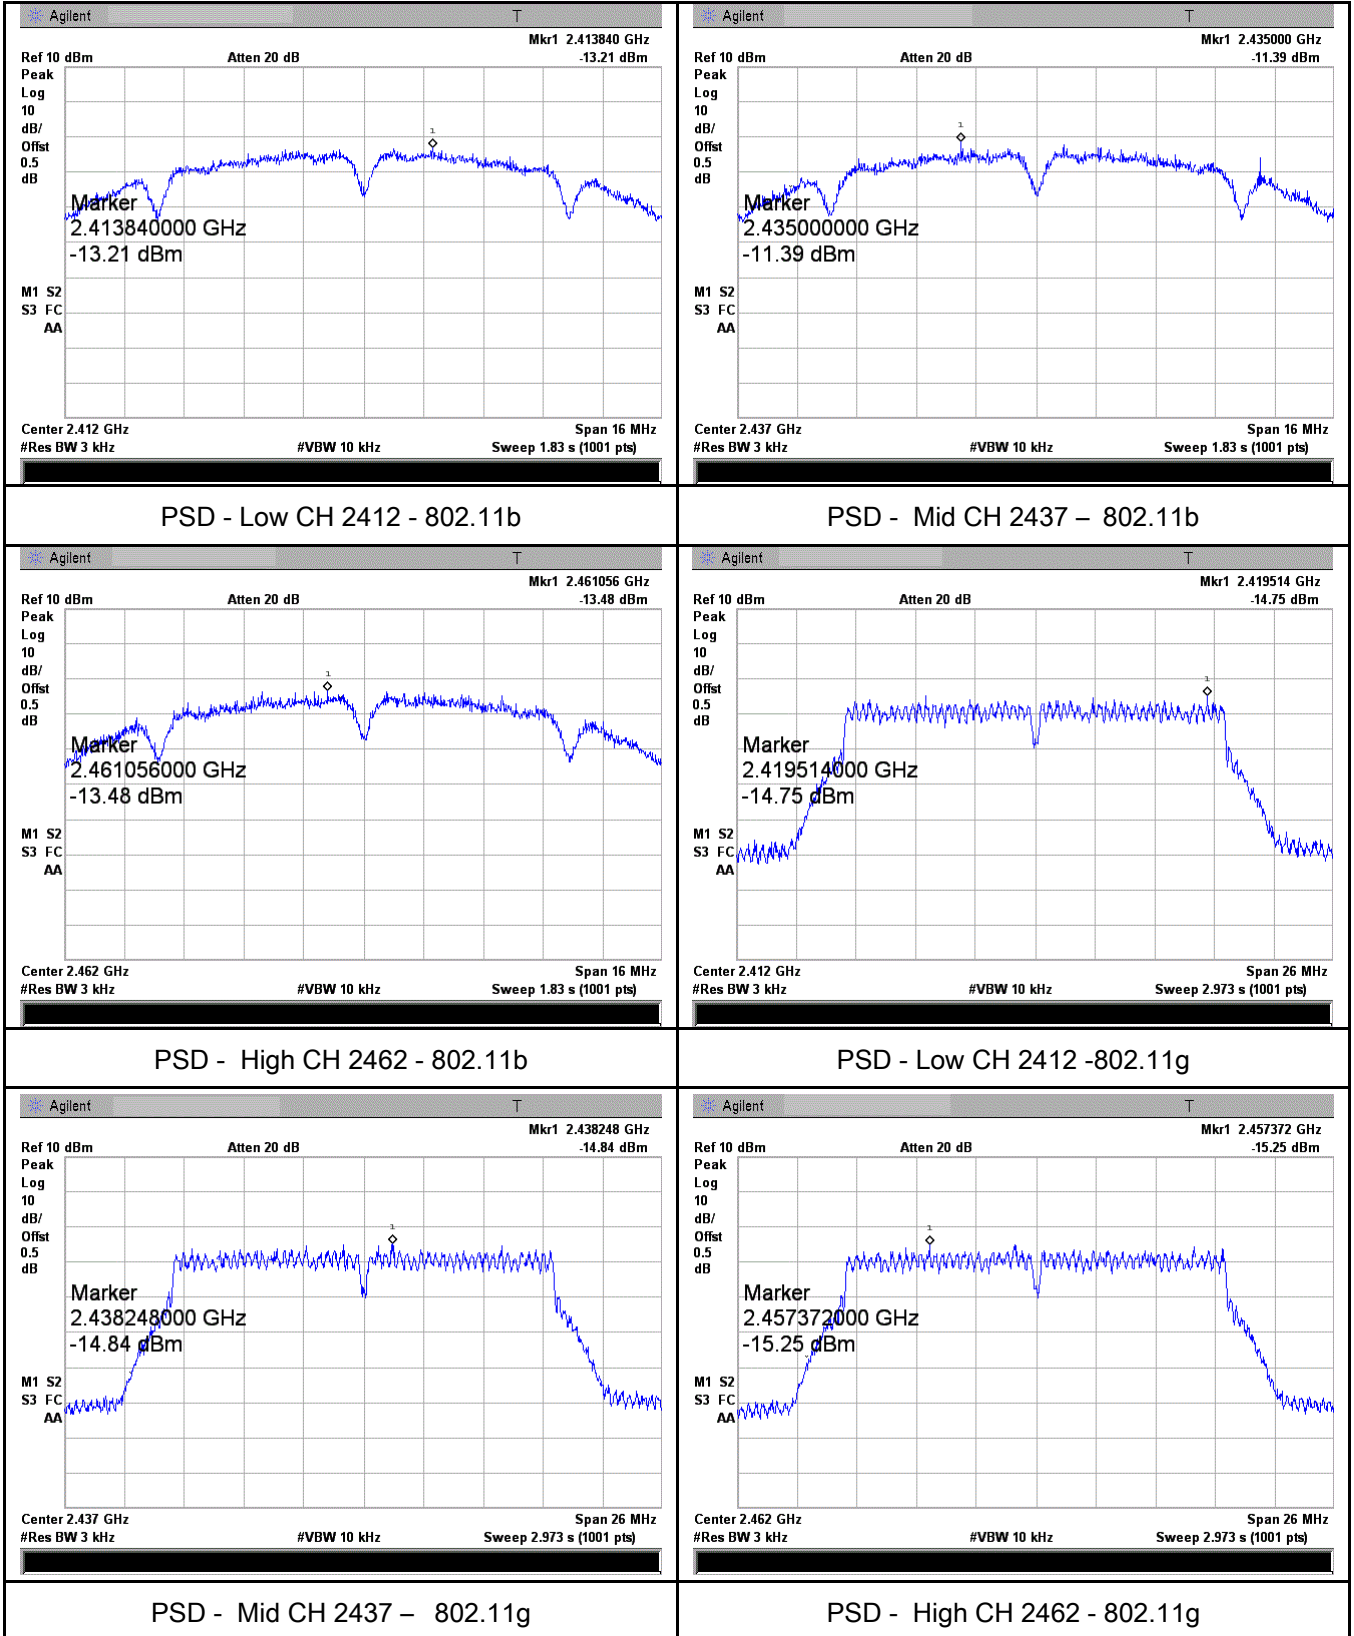 Agilent T
Mkr1 2.413840 GHz
Ref 10 dBm Atten 20 dB -13.21 dBm
Peak
Log
10
dB/
Offst
0.5
dB
1
Marker
2.413840000 GHz
-13.21 dBm
M1 S2
S3 FC
AA
Center 2.412 GHz Span 16 MHz
#Res BW 3 kHz #VBW 10 kHz Sweep 1.83 s (1001 pts)
PSD - Low CH 2412 - 802.11b
Agilent T
Mkr1 2.435000 GHz
Ref 10 dBm Atten 20 dB -11.39 dBm
Peak
Log
10
dB/
Offst
0.5
dB
1
Marker
2.435000000 GHz
-11.39 dBm
M1 S2
S3 FC
AA
Center 2.437 GHz Span 16 MHz
#Res BW 3 kHz #VBW 10 kHz Sweep 1.83 s (1001 pts)
PSD - Mid CH 2437 – 802.11b
Agilent T
Mkr1 2.461056 GHz
Ref 10 dBm Atten 20 dB -13.48 dBm
Peak
Log
10
dB/
Offst
0.5
dB
1
Marker
2.461056000 GHz
-13.48 dBm
M1 S2
S3 FC
AA
Center 2.462 GHz Span 16 MHz
#Res BW 3 kHz #VBW 10 kHz Sweep 1.83 s (1001 pts)
PSD - High CH 2462 - 802.11b
Agilent T
Mkr1 2.419514 GHz
Ref 10 dBm Atten 20 dB -14.75 dBm
Peak
Log
10
dB/
Offst
0.5
dB
1
Marker
2.419514000 GHz
-14.75 dBm
M1 S2
S3 FC
AA
Center 2.412 GHz Span 26 MHz
#Res BW 3 kHz #VBW 10 kHz Sweep 2.973 s (1001 pts)
PSD - Low CH 2412 -802.11g
Agilent T
Mkr1 2.438248 GHz
Ref 10 dBm Atten 20 dB -14.84 dBm
Peak
Log
10
dB/
Offst
0.5
dB
1
Marker
2.438248000 GHz
-14.84 dBm
M1 S2
S3 FC
AA
Center 2.437 GHz Span 26 MHz
#Res BW 3 kHz #VBW 10 kHz Sweep 2.973 s (1001 pts)
PSD - Mid CH 2437 – 802.11g
Agilent T
Mkr1 2.457372 GHz
Ref 10 dBm Atten 20 dB -15.25 dBm
Peak
Log
10
dB/
Offst
0.5
dB
1
Marker
2.457372000 GHz
-15.25 dBm
M1 S2
S3 FC
AA
Center 2.462 GHz Span 26 MHz
#Res BW 3 kHz #VBW 10 kHz Sweep 2.973 s (1001 pts)
PSD - High CH 2462 - 802.11g